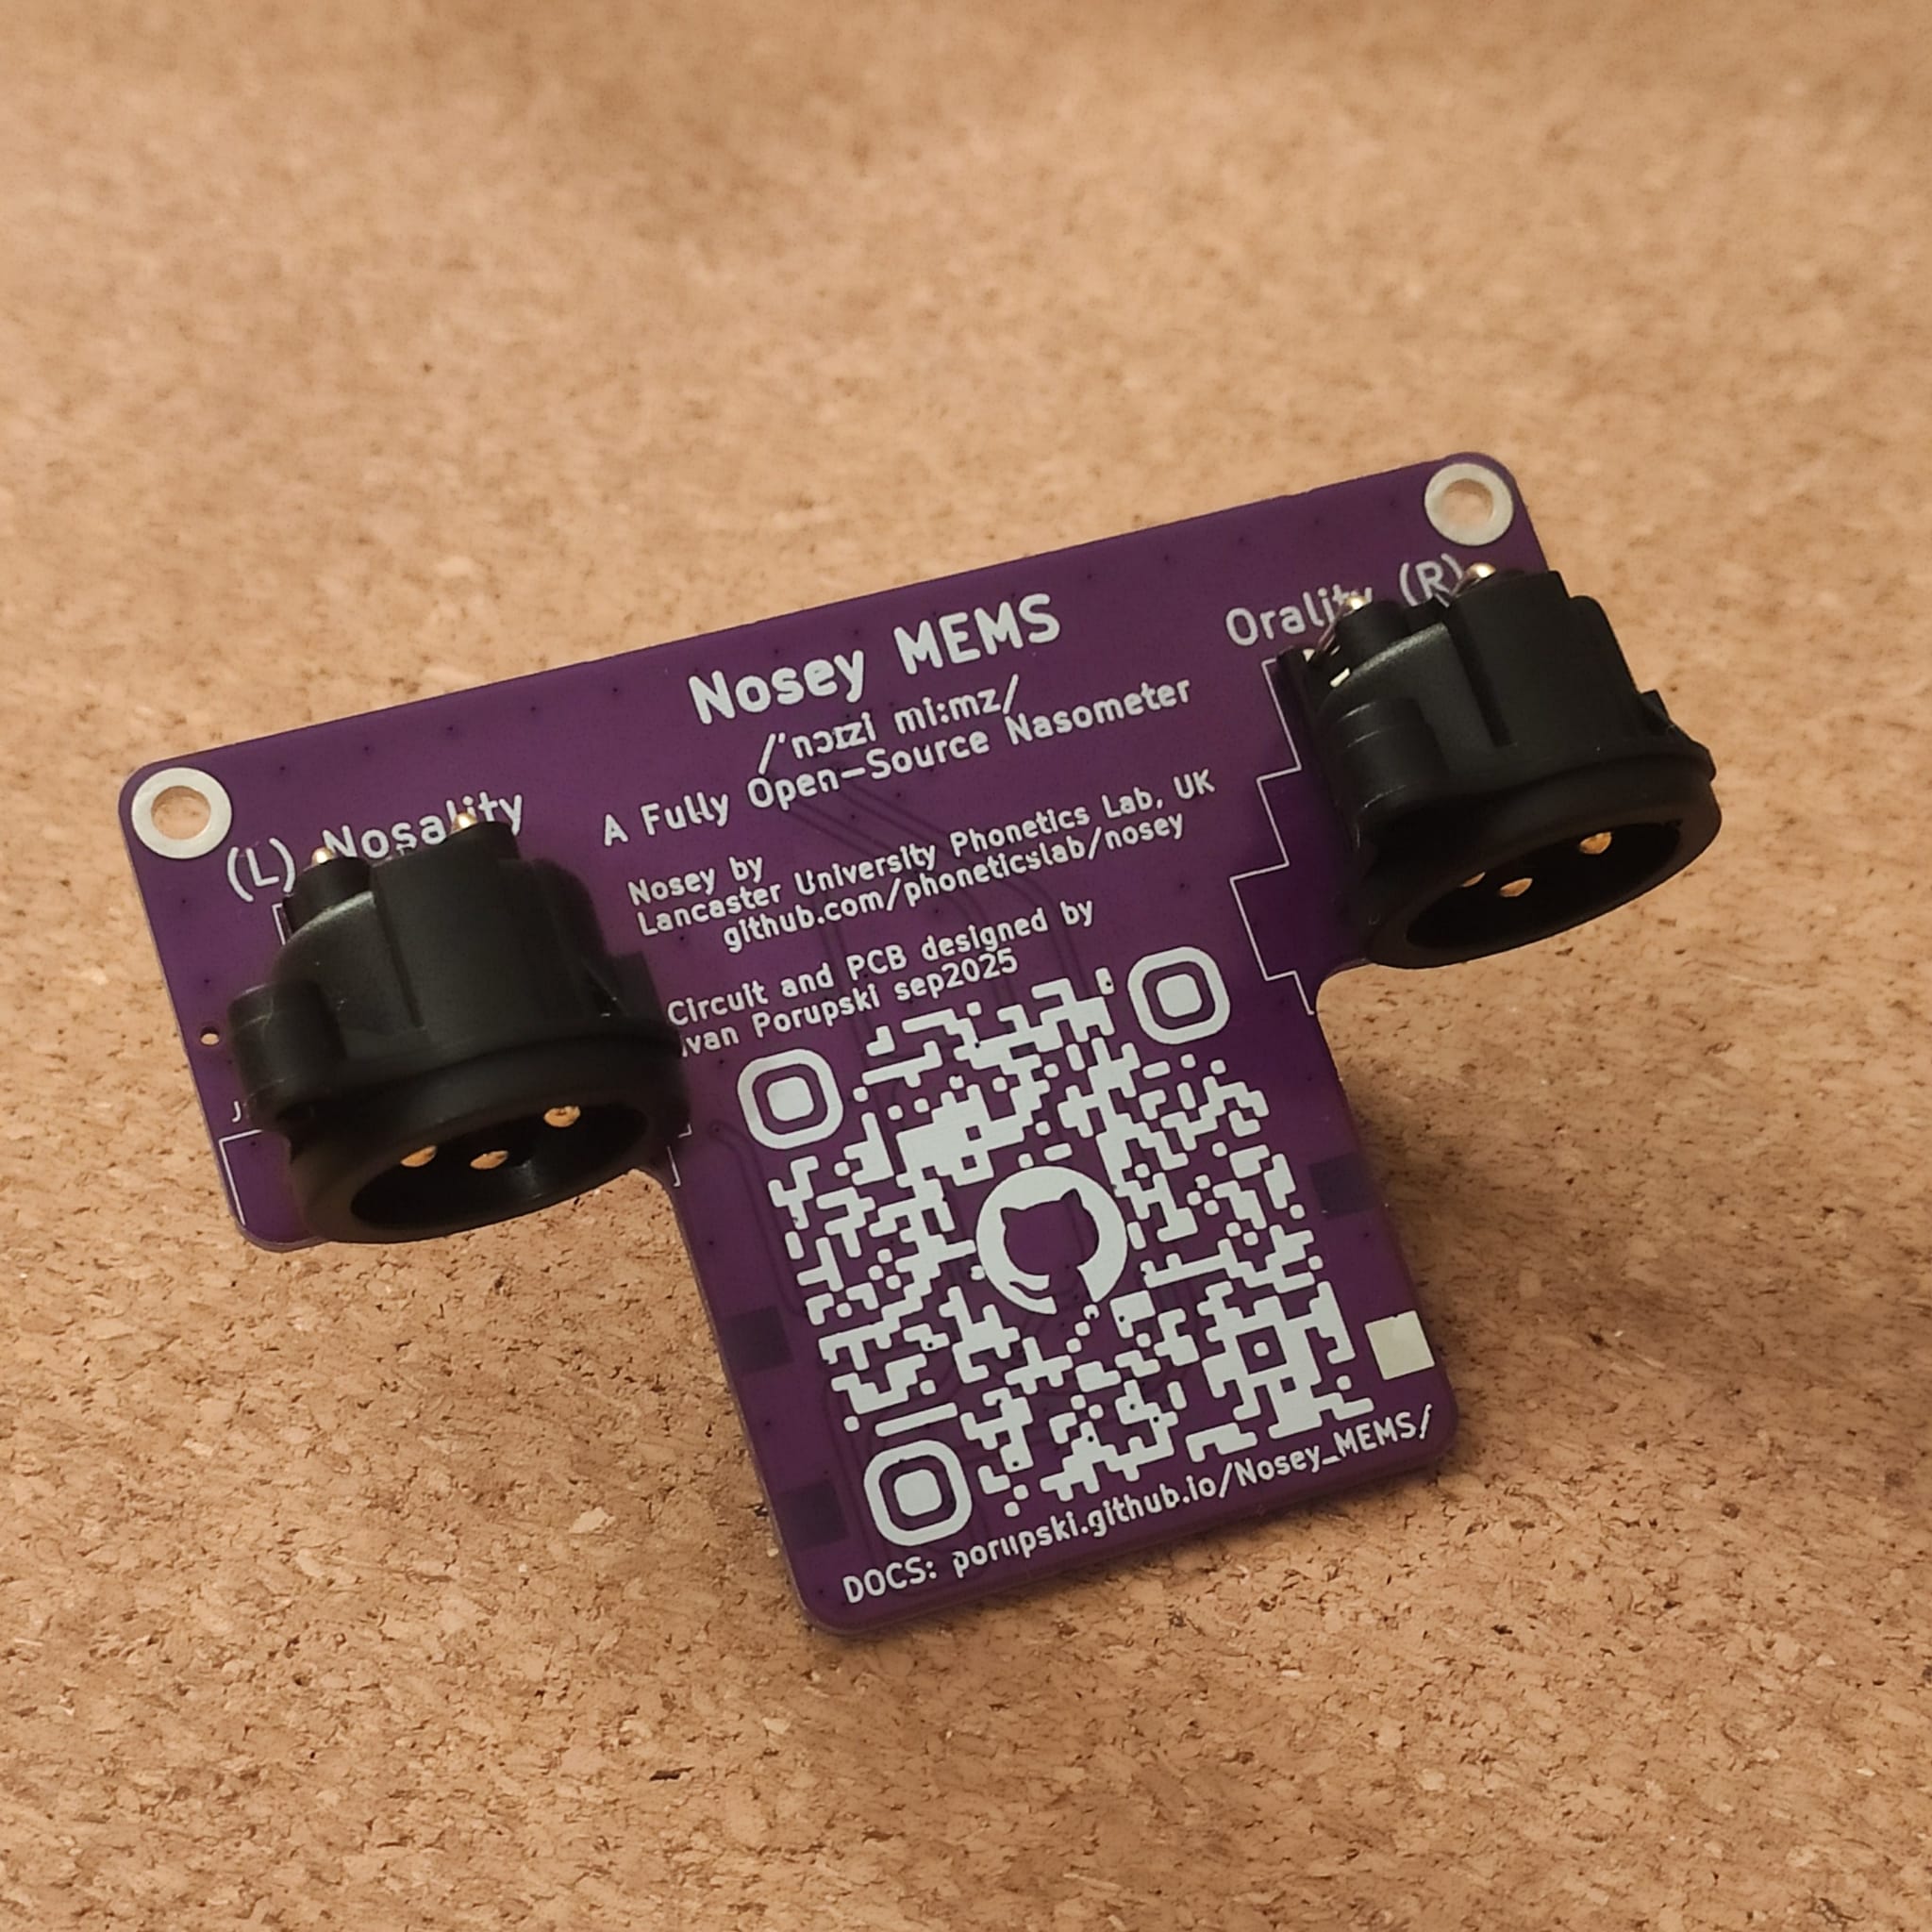 Nosey MEMS
/ˈnɔɪzi miːmz/
A Fully Open-Source Nasometer
Orality (R)
(L) Nosality
Nosey by
Lancaster University Phonetics Lab, UK
github.com/phoneticslab/nosey
Circuit and PCB designed by
Ivan Porupski sep2025
DOCS: porupski.github.io/Nosey_MEMS/